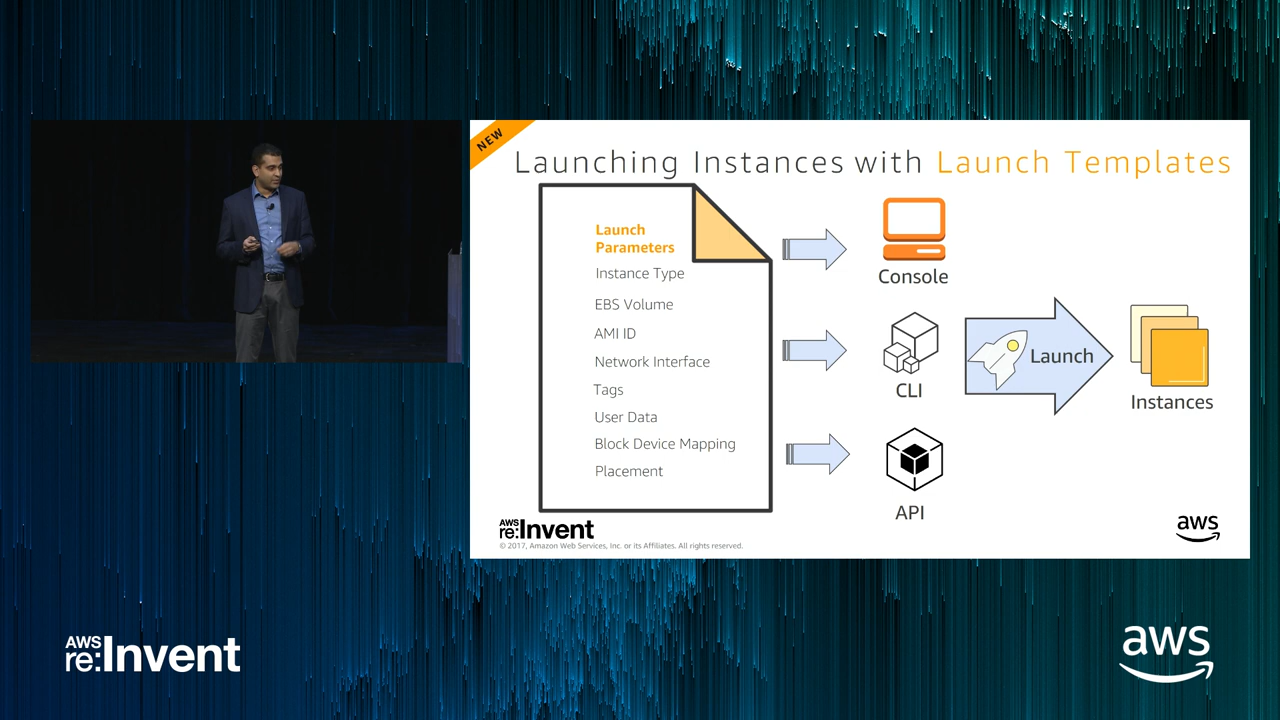 NEW
Launching Instances with Launch Templates
Launch
Parameters
Instance Type
EBS Volume
AMI ID
Network Interface
Tags
User Data
Block Device Mapping
Placement
Console
CLI
API
Launch
Instances
AWS
re:Invent
© 2017, Amazon Web Services, Inc. or its Affiliates. All rights reserved.
aws
AWS
re:Invent
aws